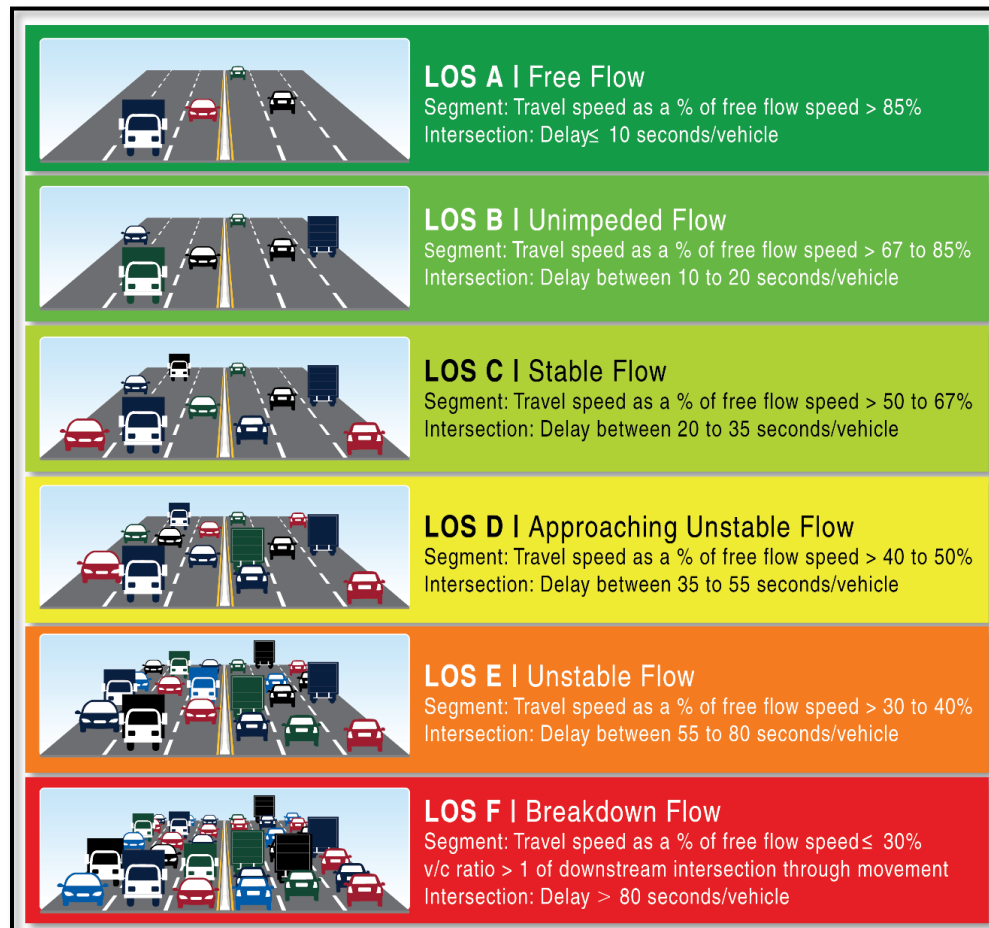 LOS A | Free Flow
Segment: Travel speed as a % of free flow speed > 85%
Intersection: Delay≤ 10 seconds/vehicle
LOS B | Unimpeded Flow
Segment: Travel speed as a % of free flow speed > 67 to 85%
Intersection: Delay between 10 to 20 seconds/vehicle
LOS C | Stable Flow
Segment: Travel speed as a % of free flow speed > 50 to 67%
Intersection: Delay between 20 to 35 seconds/vehicle
LOS D | Approaching Unstable Flow
Segment: Travel speed as a % of free flow speed > 40 to 50%
Intersection: Delay between 35 to 55 seconds/vehicle
LOS E | Unstable Flow
Segment: Travel speed as a % of free flow speed > 30 to 40%
Intersection: Delay between 55 to 80 seconds/vehicle
LOS F | Breakdown Flow
Segment: Travel speed as a % of free flow speed≤ 30%
v/c ratio > 1 of downstream intersection through movement
Intersection: Delay > 80 seconds/vehicle